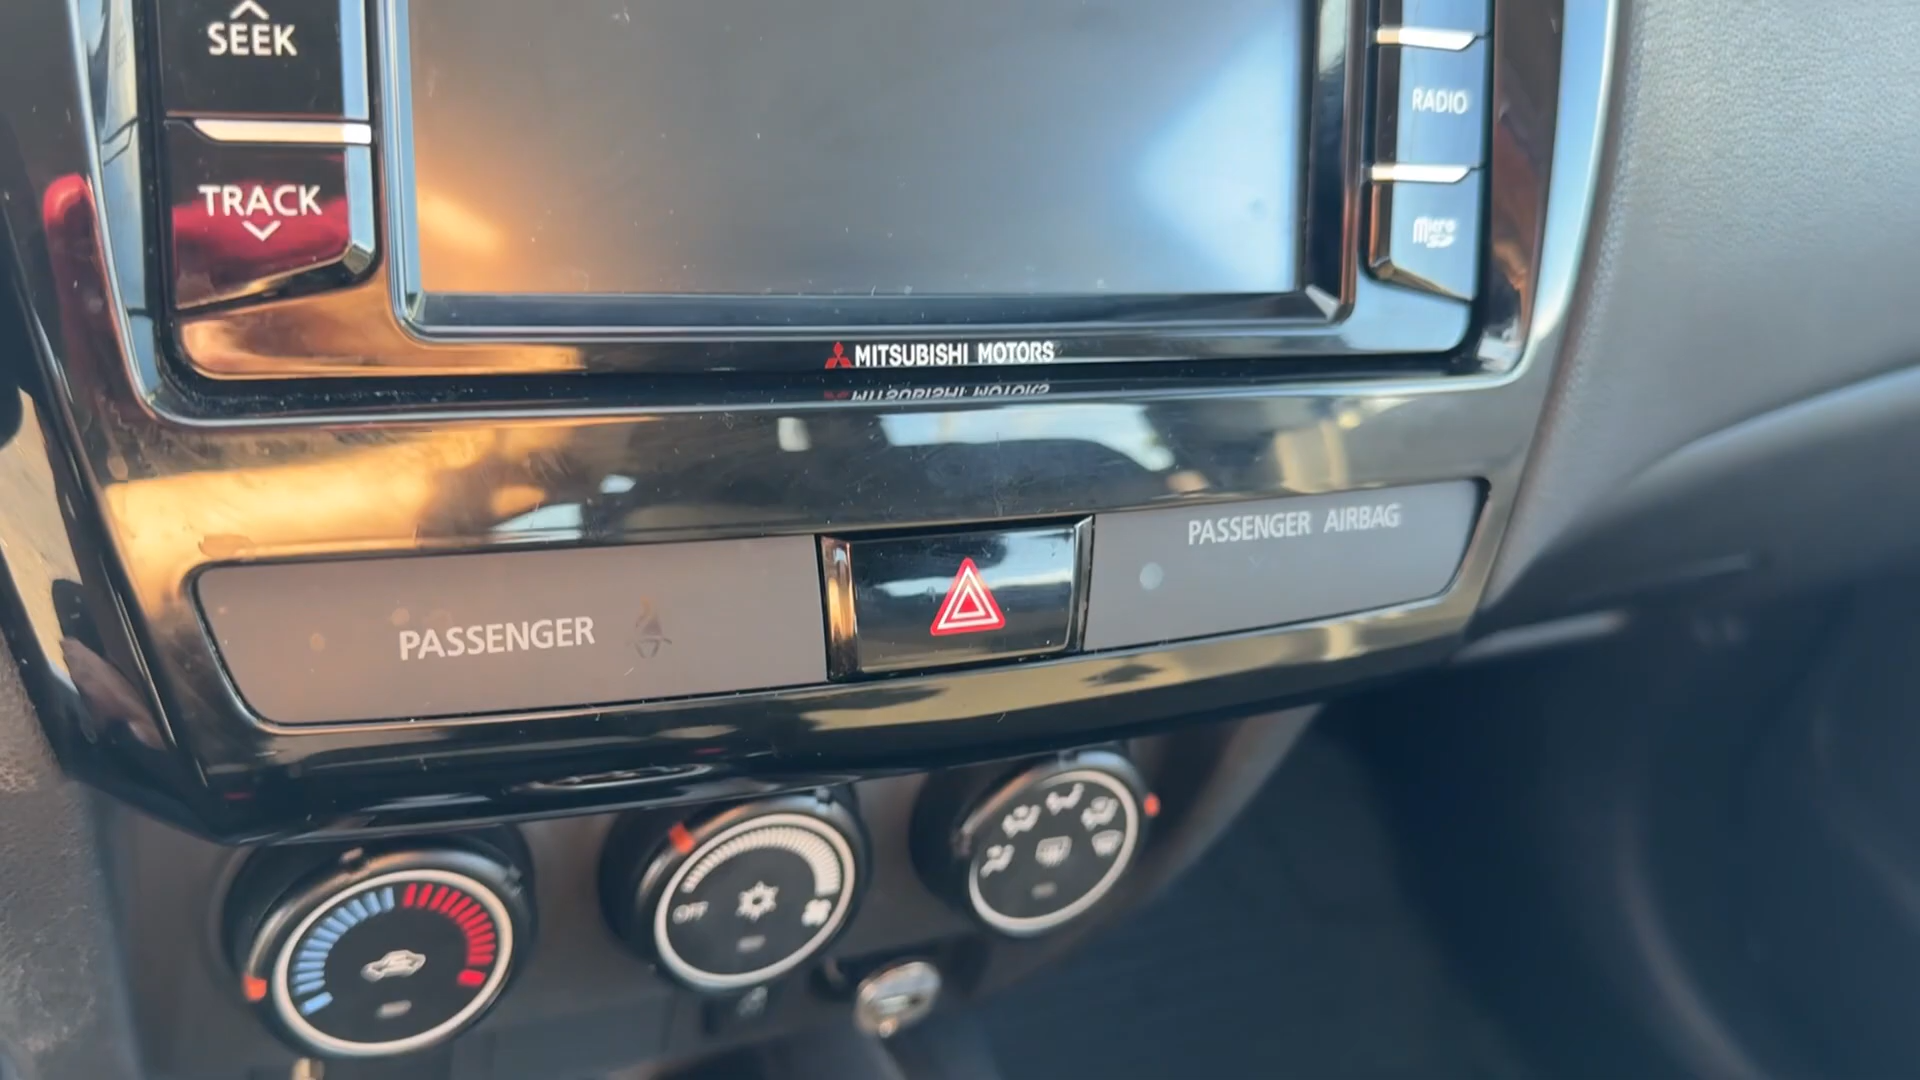 SEEK
TRACK
RADIO
micro SD
MITSUBISHI MOTORS
PASSENGER AIRBAG
PASSENGER
OFF